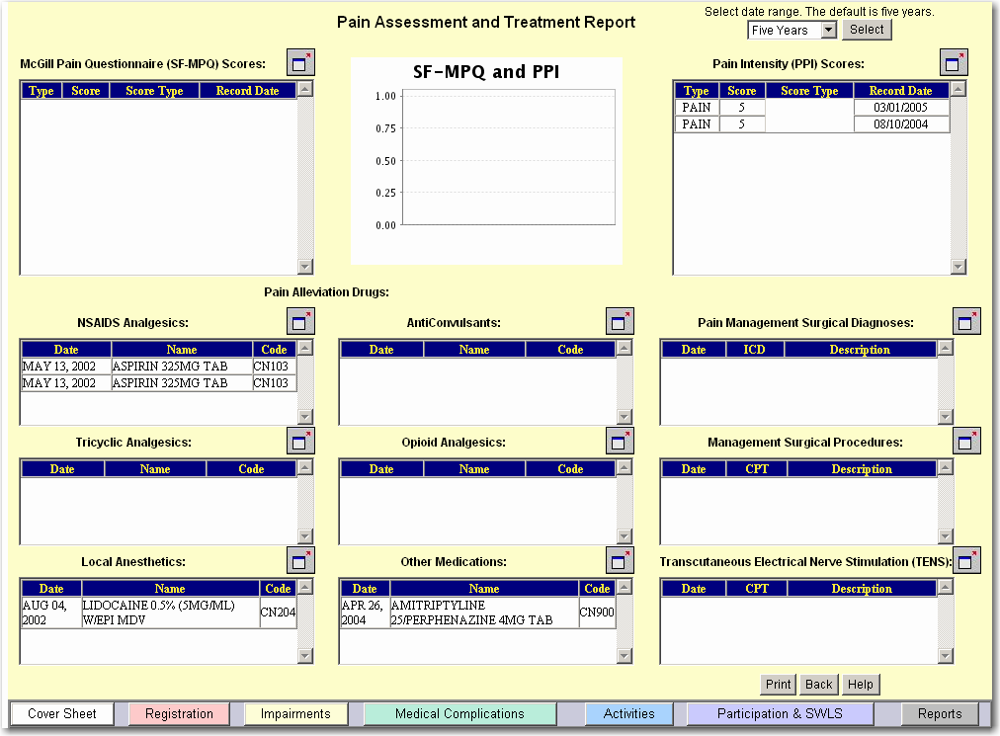 Select date range. The default is five years.
Pain Assessment and Treatment Report
Five Years Select
McGill Pain Questionnaire (SF-MPQ) Scores:
Type Score Score Type Record Date
SF-MPQ and PPI
1.00
0.75
0.50
0.25
0.00
Pain Intensity (PPI) Scores:
Type Score Score Type Record Date
PAIN 5 03/01/2005
PAIN 5 08/10/2004
Pain Alleviation Drugs:
NSAIDS Analgesics:
Date Name Code
MAY 13, 2002 ASPIRIN 325MG TAB CN103
MAY 13, 2002 ASPIRIN 325MG TAB CN103
AntiConvulsants:
Date Name Code
Pain Management Surgical Diagnoses:
Date ICD Description
Tricyclic Analgesics:
Date Name Code
Opioid Analgesics:
Date Name Code
Management Surgical Procedures:
Date CPT Description
Local Anesthetics:
Date Name Code
AUG 04, LIDOCAINE 0.5% (5MG/ML) CN204
2002 W/EPI MDV
Other Medications:
Date Name Code
APR 26, AMITRIPTYLINE CN900
2004 25/PERPHENAZINE 4MG TAB
Transcutaneous Electrical Nerve Stimulation (TENS):
Date CPT Description
Print Back Help
Cover Sheet Registration Impairments Medical Complications Activities Participation & SWLS Reports